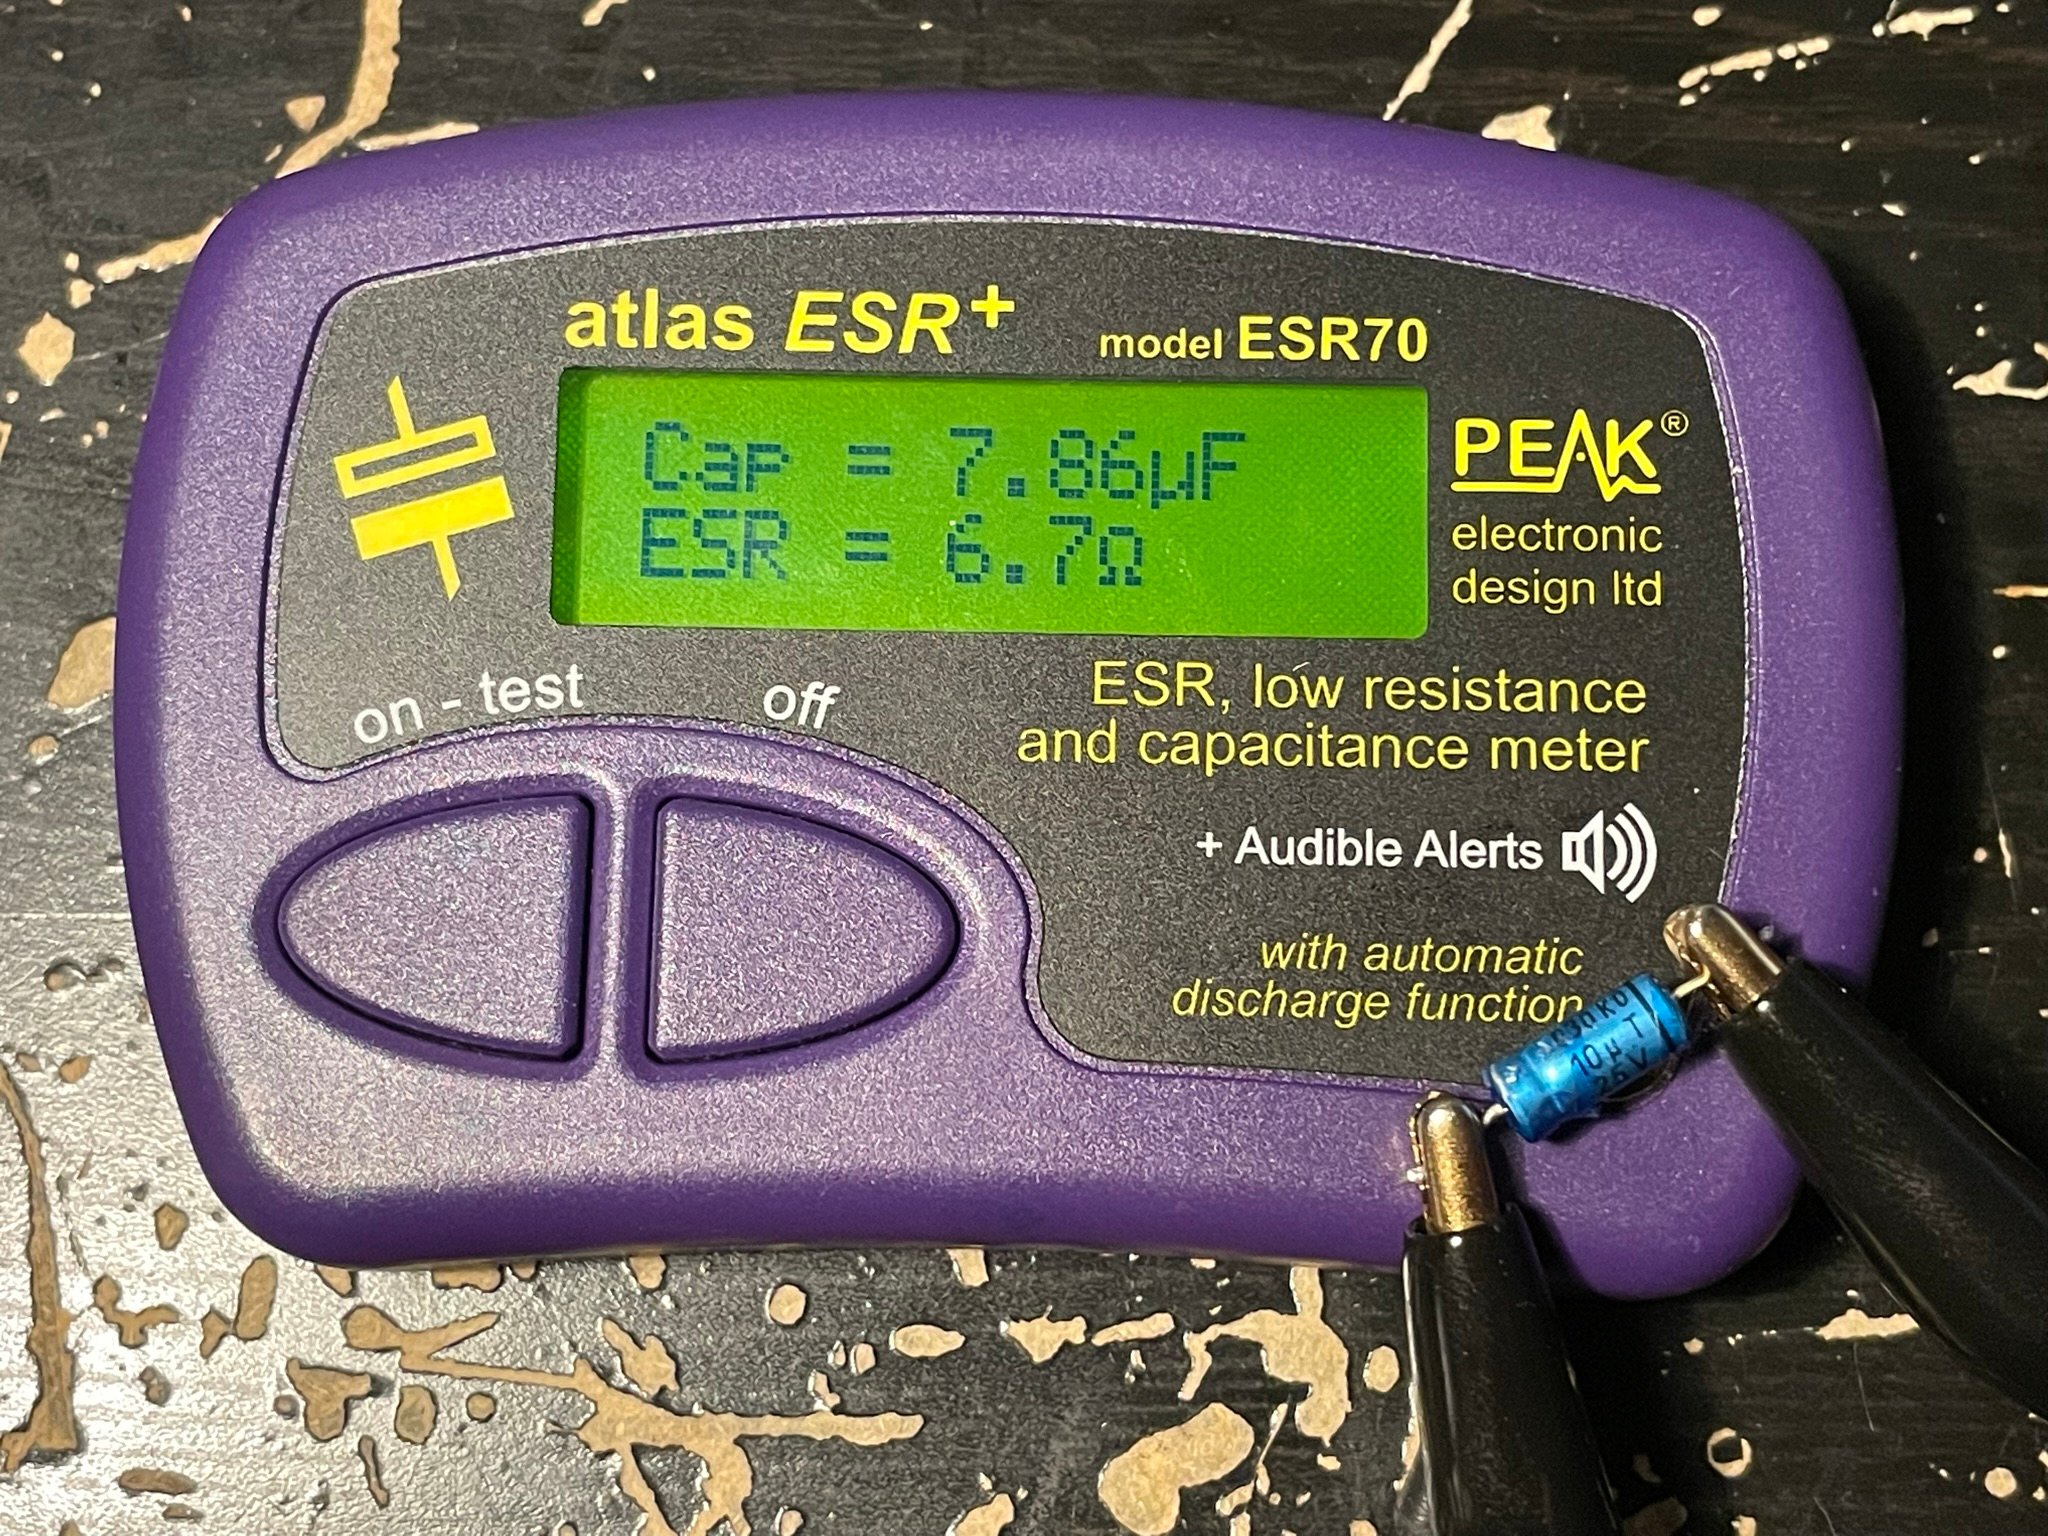 atlas ESR+
model ESR70
Cap = 7.86µF
ESR = 6.7Ω
PEAK®
electronic
design ltd
on - test
off
ESR, low resistance
and capacitance meter
+ Audible Alerts
with automatic
discharge function
10 µ T